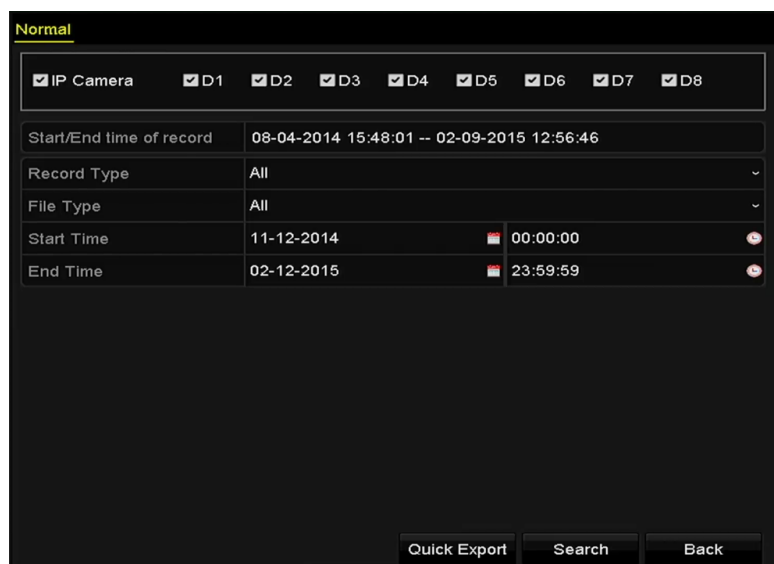 Normal
IP Camera D1 D2 D3 D4 D5 D6 D7 D8
Start/End time of record 08-04-2014 15:48:01 -- 02-09-2015 12:56:46
Record Type All
File Type All
Start Time 11-12-2014 00:00:00
End Time 02-12-2015 23:59:59
Quick Export Search Back